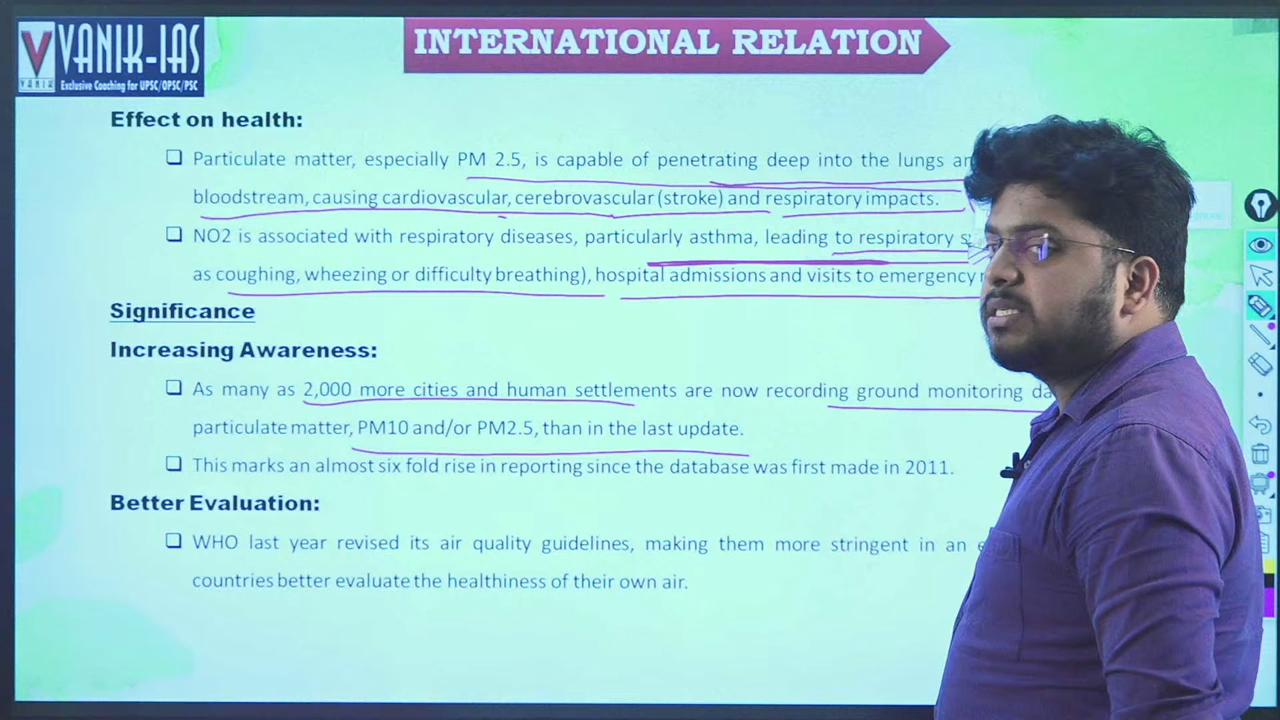 VANIK-IAS
VANIK
Exclusive Coaching for UPSC/OPSC/PSC
INTERNATIONAL RELATION
Effect on health:
Particulate matter, especially PM 2.5, is capable of penetrating deep into the lungs
bloodstream, causing cardiovascular, cerebrovascular (stroke) and respiratory impacts.
NO2 is associated with respiratory diseases, particularly asthma, leading to respiratory
as coughing, wheezing or difficulty breathing), hospital admissions and visits to emergency
Significance
Increasing Awareness:
As many as 2,000 more cities and human settlements are now recording ground monitoring
particulate matter, PM10 and/or PM2.5, than in the last update.
This marks an almost six fold rise in reporting since the database was first made in 2011.
Better Evaluation:
WHO last year revised its air quality guidelines, making them more stringent in an
countries better evaluate the healthiness of their own air.